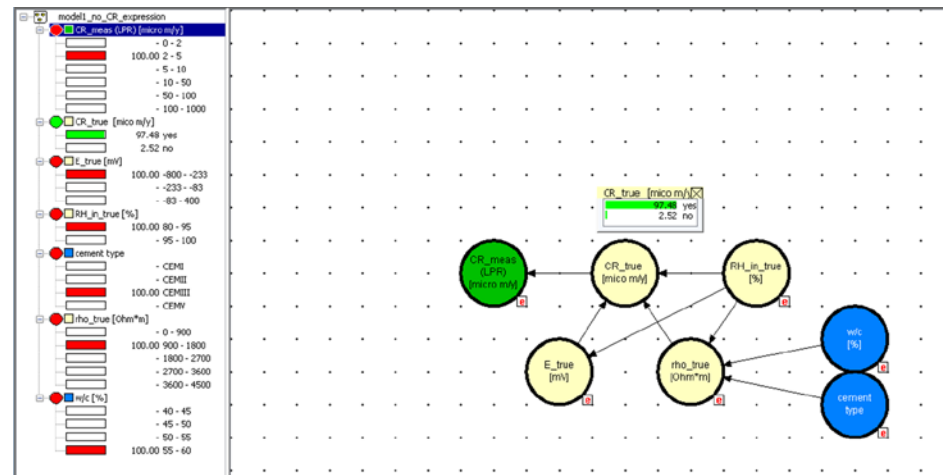 model1_no_CR_expression
CR_meas (LPR) [micro m/y]
- 0 - 2
100.00 2 - 5
- 5 - 10
- 10 - 50
- 50 - 100
- 100 - 1000
CR_true [mico m/y]
97.48 yes
2.52 no
E_true [mV]
100.00 -800 - -233
- -233 - -83
- -83 - 400
RH_in_true [%]
100.00 80 - 95
- 95 - 100
cement type
- CEMI
- CEMII
100.00 CEMIII
- CEMV
rho_true [Ohm*m]
- 0 - 900
100.00 900 - 1800
- 1800 - 2700
- 2700 - 3600
- 3600 - 4500
w/c [%]
- 40 - 45
- 45 - 50
- 50 - 55
100.00 55 - 60
CR_true [mico m/y]
97.48 yes
2.52 no
CR_meas
(LPR)
[micro m/y]
e
CR_true
[mico m/y]
e
RH_in_true
[%]
e
E_true
[mV]
e
rho_true
[Ohm*m]
e
w/c
[%]
e
cement
type
e